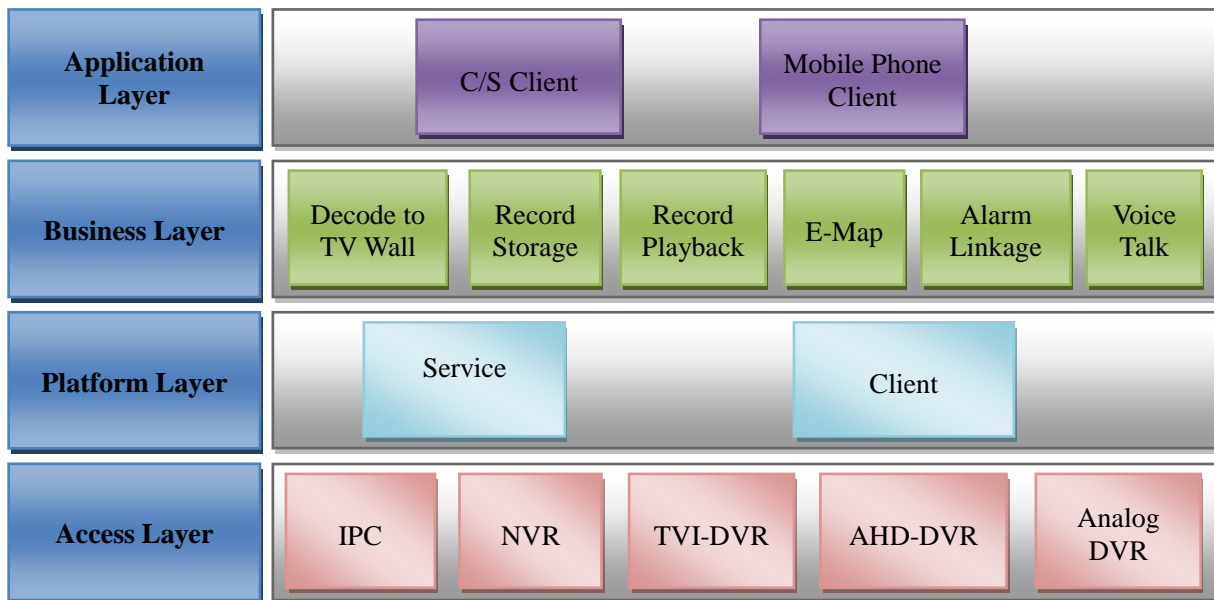 Application
Layer
C/S Client
Mobile Phone
Client
Business Layer
Decode to
TV Wall
Record
Storage
Record
Playback
E-Map
Alarm
Linkage
Voice
Talk
Platform Layer
Service
Client
Access Layer
IPC
NVR
TVI-DVR
AHD-DVR
Analog
DVR